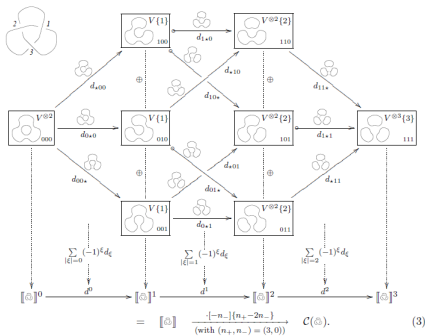 2 1
3
V{1} V^{⊗2}{2}
100 d_{1⋆0} 110
d_{⋆00} d_{10⋆} d_{⋆10} d_{11⋆}
⊕ ⊕
V^{⊗2} V{1} V^{⊗2}{2} V^{⊗3}{3}
000 d_{0⋆0} 010 101 d_{1⋆1} 111
d_{00⋆} d_{01⋆} d_{⋆01} d_{⋆11}
⊕ ⊕
V{1} V^{⊗2}{2}
001 d_{0⋆1} 011
∑_{|ξ|=0} (-1)^ξ d_ξ ∑_{|ξ|=1} (-1)^ξ d_ξ ∑_{|ξ|=2} (-1)^ξ d_ξ
⟦ ⟧^0 d^0 ⟦ ⟧^1 d^1 ⟦ ⟧^2 d^2 ⟦ ⟧^3
= ⟦ ⟧ ·[−n_−]{n_+−2n_−} C( ). (3)
(with (n_+, n_−) = (3, 0))